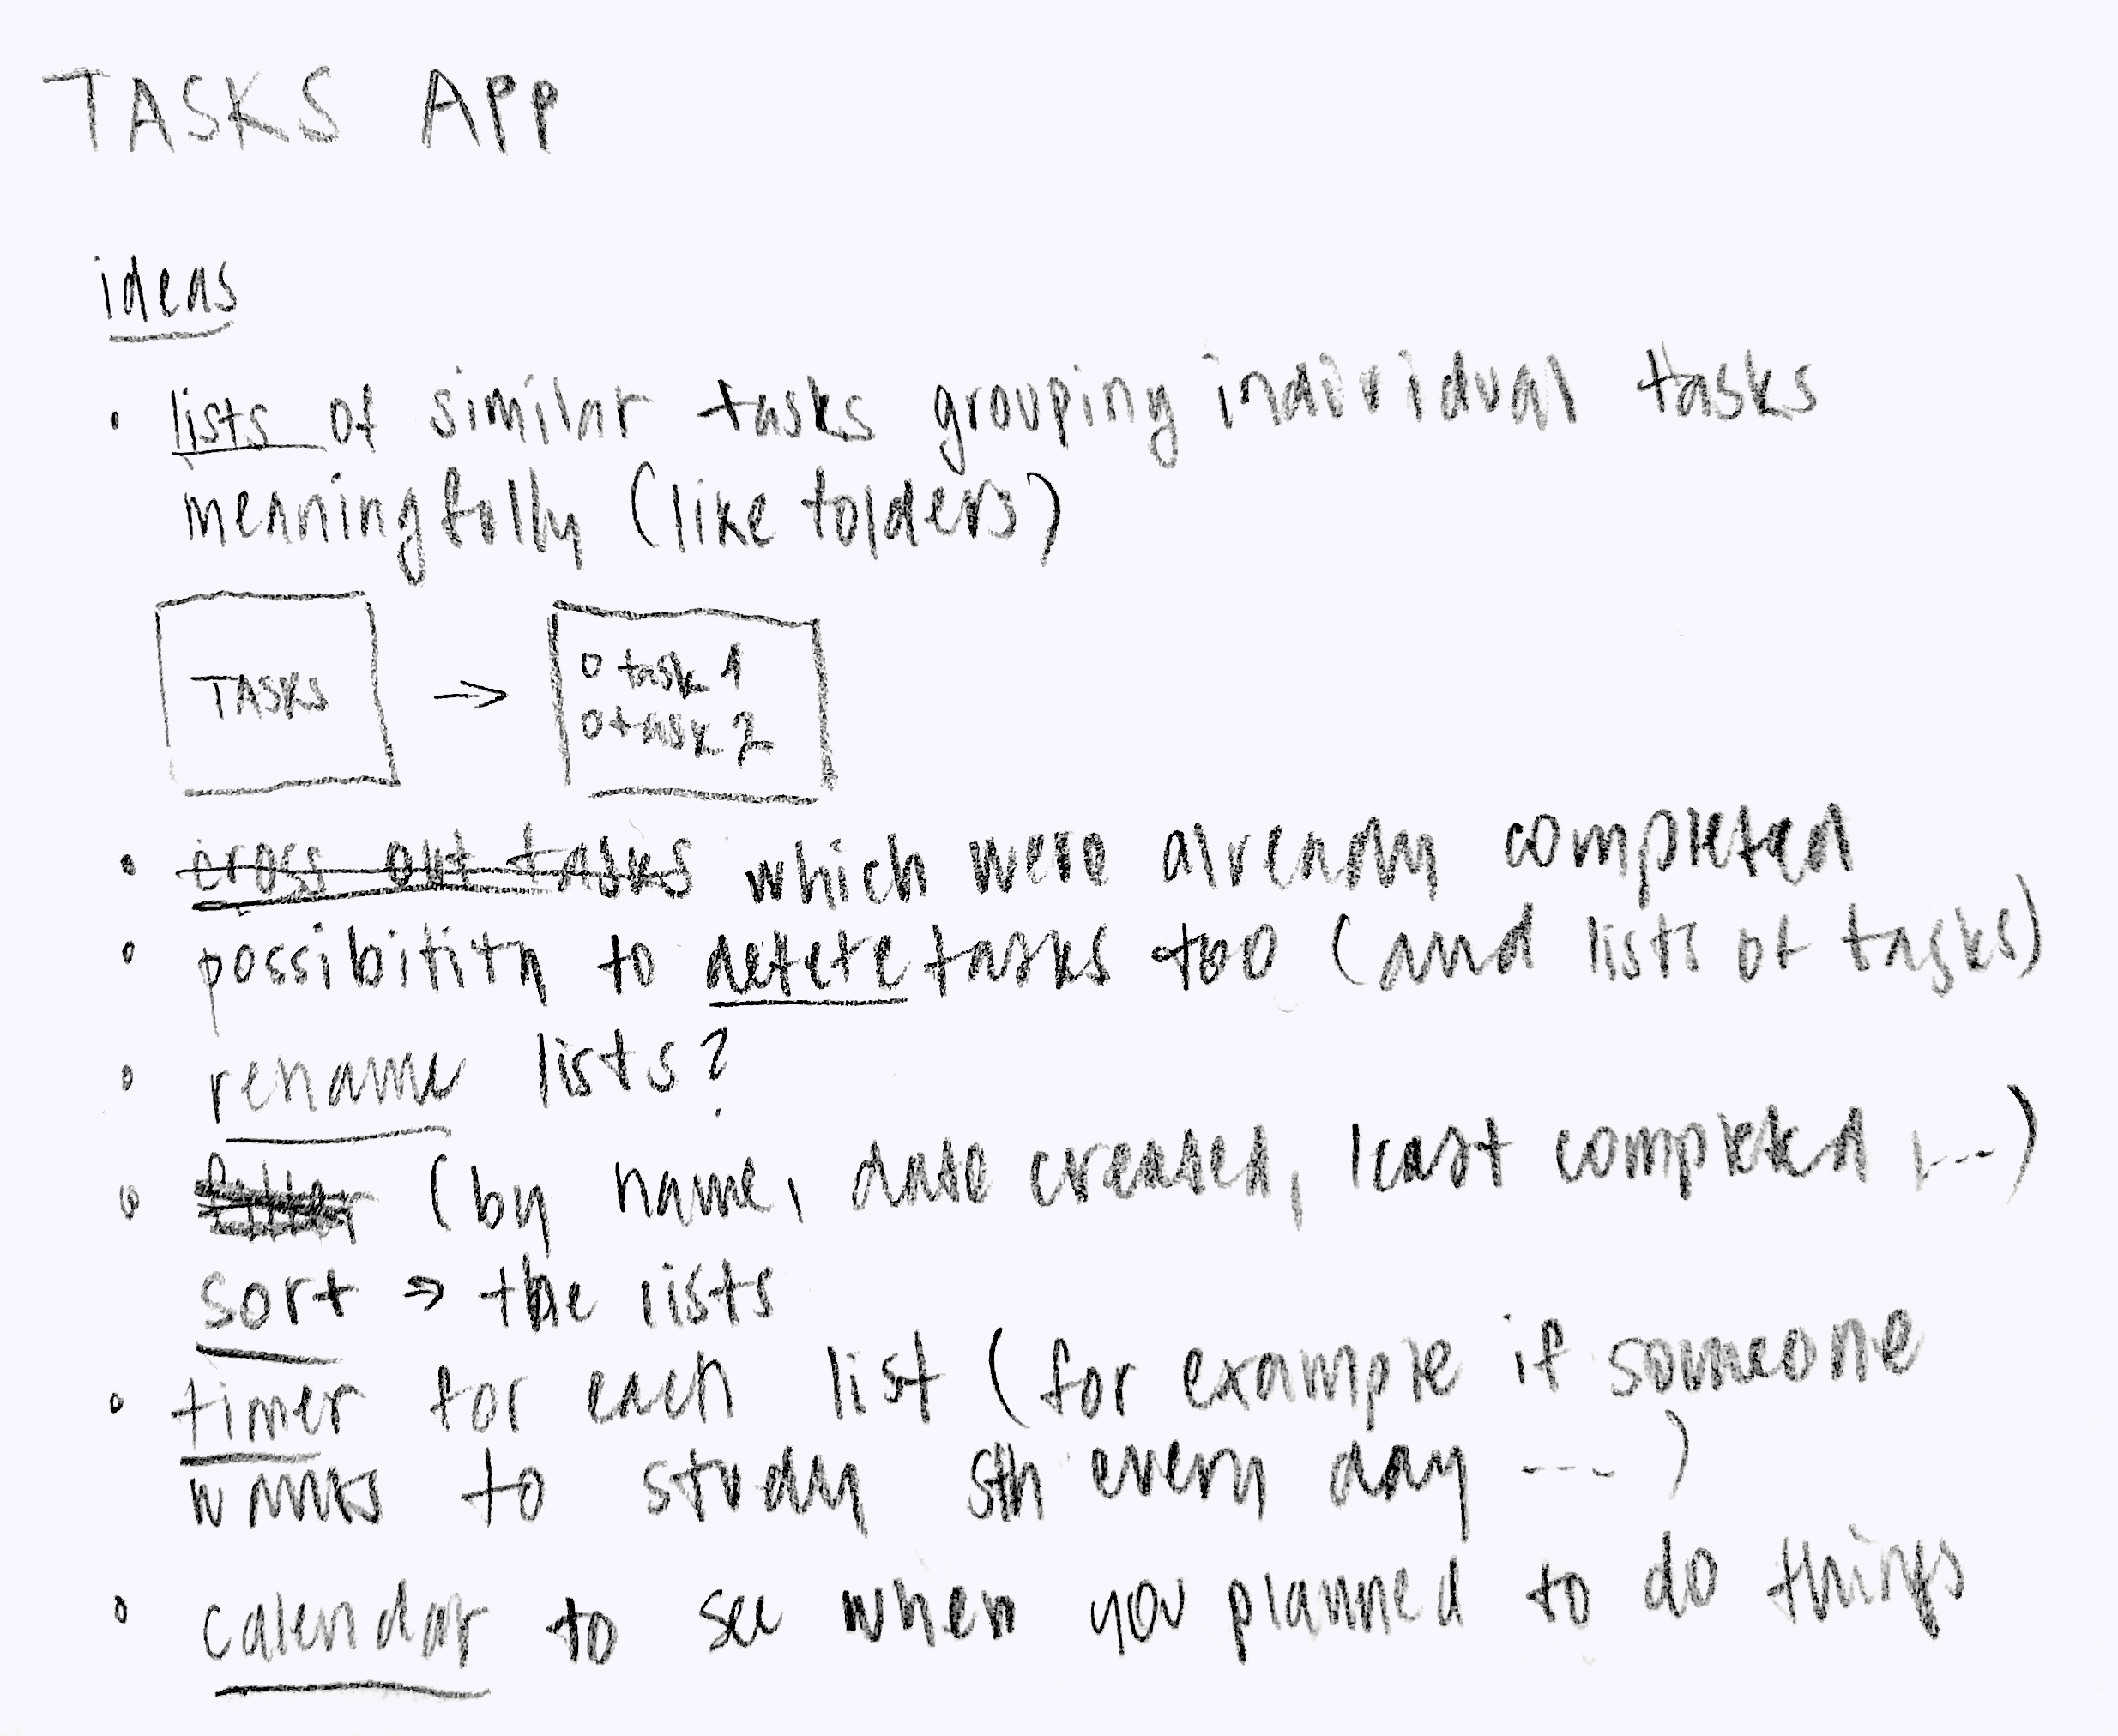 TASKS APP
ideas
• lists of similar tasks grouping individual tasks
meaningfully (like folders)
TASKS → o task 1
o task 2
• cross out tasks which were already completed
• possibility to delete tasks too (and lists of tasks)
• rename lists?
• filter (by name, date created, least completed, ...)
sort ⇒ the lists
• timer for each list (for example if someone
wants to study sth every day ...)
• calendar to see when you planned to do things